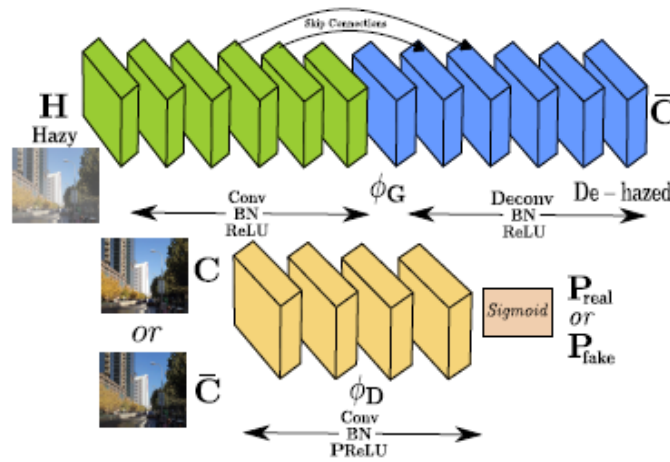 Skip Connections
H
Hazy
C̄
ϕG
De – hazed
Conv
BN
ReLU
Deconv
BN
ReLU
C
or
C̄
Sigmoid
Preal
or
Pfake
ϕD
Conv
BN
PReLU